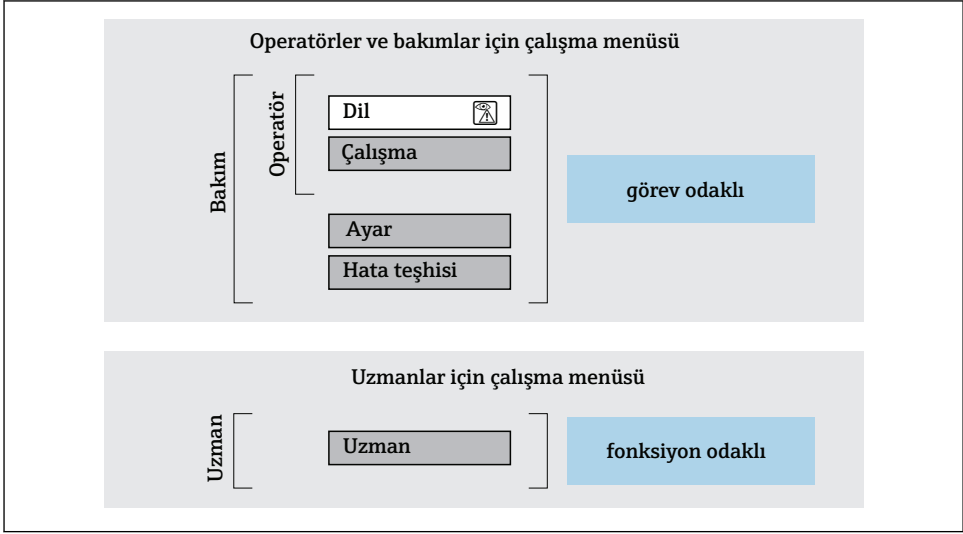 Operatörler ve bakımlar için çalışma menüsü
Bakım
Operatör
Dil
Çalışma
Ayar
Hata teşhisi
görev odaklı
Uzmanlar için çalışma menüsü
Uzman
Uzman
fonksiyon odaklı